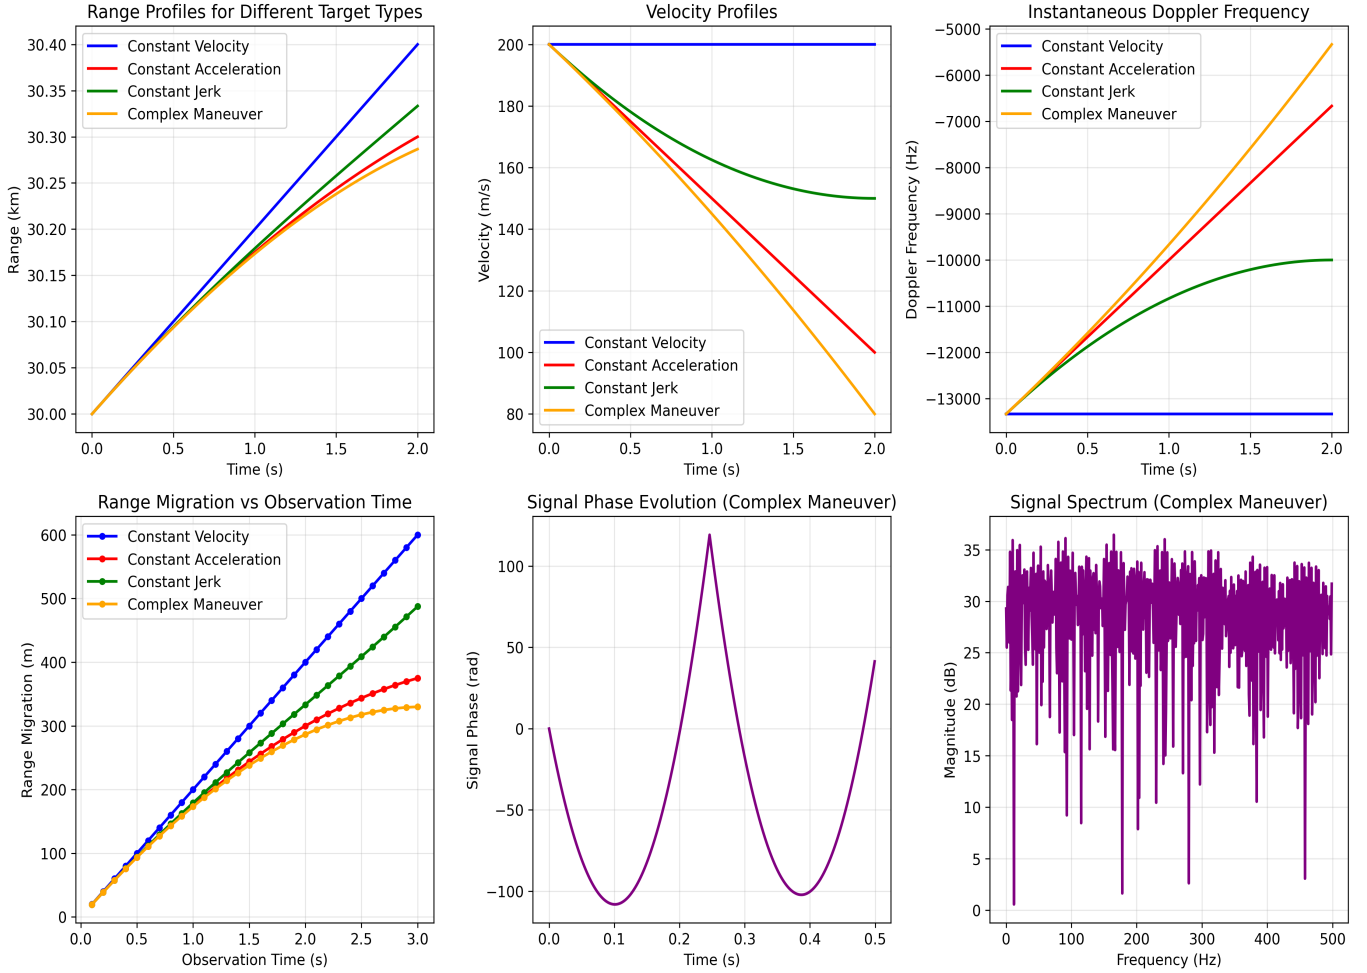 Range Profiles for Different Target Types
Range (km)
30.40
30.35
30.30
30.25
30.20
30.15
30.10
30.05
30.00
Constant Velocity
Constant Acceleration
Constant Jerk
Complex Maneuver
0.0 0.5 1.0 1.5 2.0
Time (s)
Velocity Profiles
Velocity (m/s)
200
180
160
140
120
100
80
Constant Velocity
Constant Acceleration
Constant Jerk
Complex Maneuver
0.0 0.5 1.0 1.5 2.0
Time (s)
Instantaneous Doppler Frequency
Doppler Frequency (Hz)
−5000
−6000
−7000
−8000
−9000
−10000
−11000
−12000
−13000
Constant Velocity
Constant Acceleration
Constant Jerk
Complex Maneuver
0.0 0.5 1.0 1.5 2.0
Time (s)
Range Migration vs Observation Time
Range Migration (m)
600
500
400
300
200
100
0
Constant Velocity
Constant Acceleration
Constant Jerk
Complex Maneuver
0.0 0.5 1.0 1.5 2.0 2.5 3.0
Observation Time (s)
Signal Phase Evolution (Complex Maneuver)
Signal Phase (rad)
100
50
0
−50
−100
0.0 0.1 0.2 0.3 0.4 0.5
Time (s)
Signal Spectrum (Complex Maneuver)
Magnitude (dB)
35
30
25
20
15
10
5
0
0 100 200 300 400 500
Frequency (Hz)